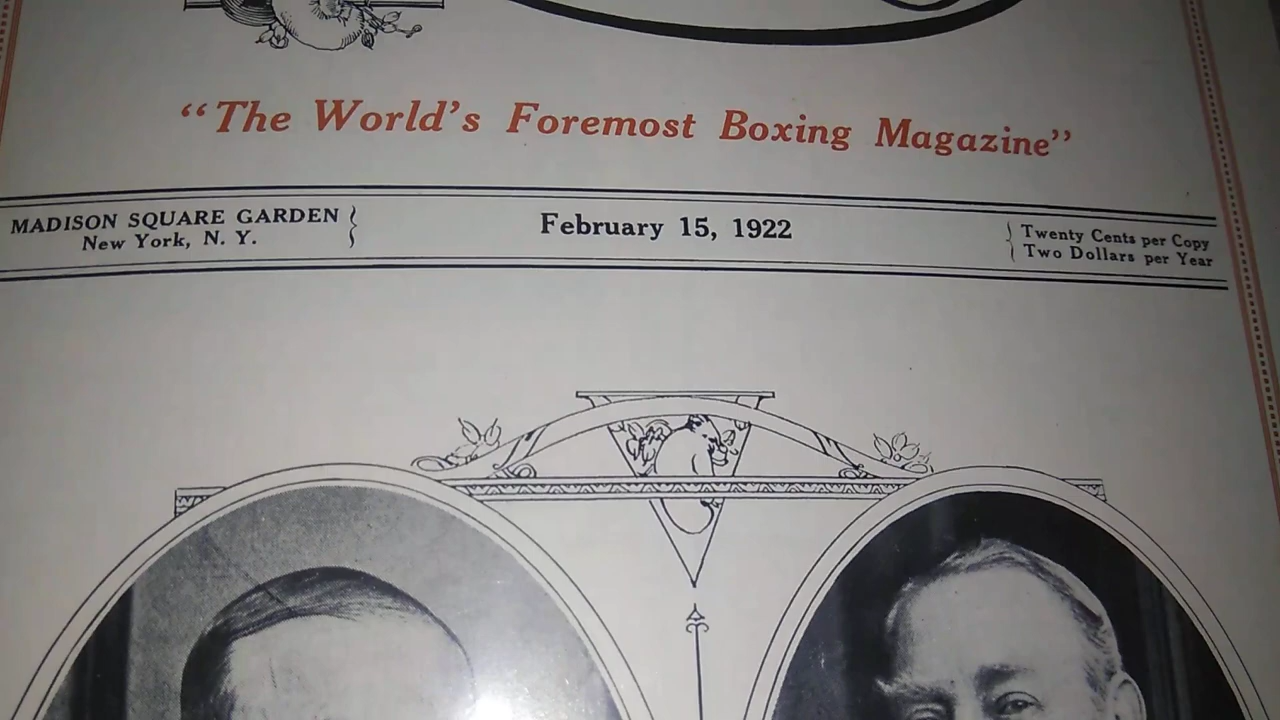 "The World's Foremost Boxing Magazine"
MADISON SQUARE GARDEN
New York, N. Y.
February 15, 1922
Twenty Cents per Copy
Two Dollars per Year